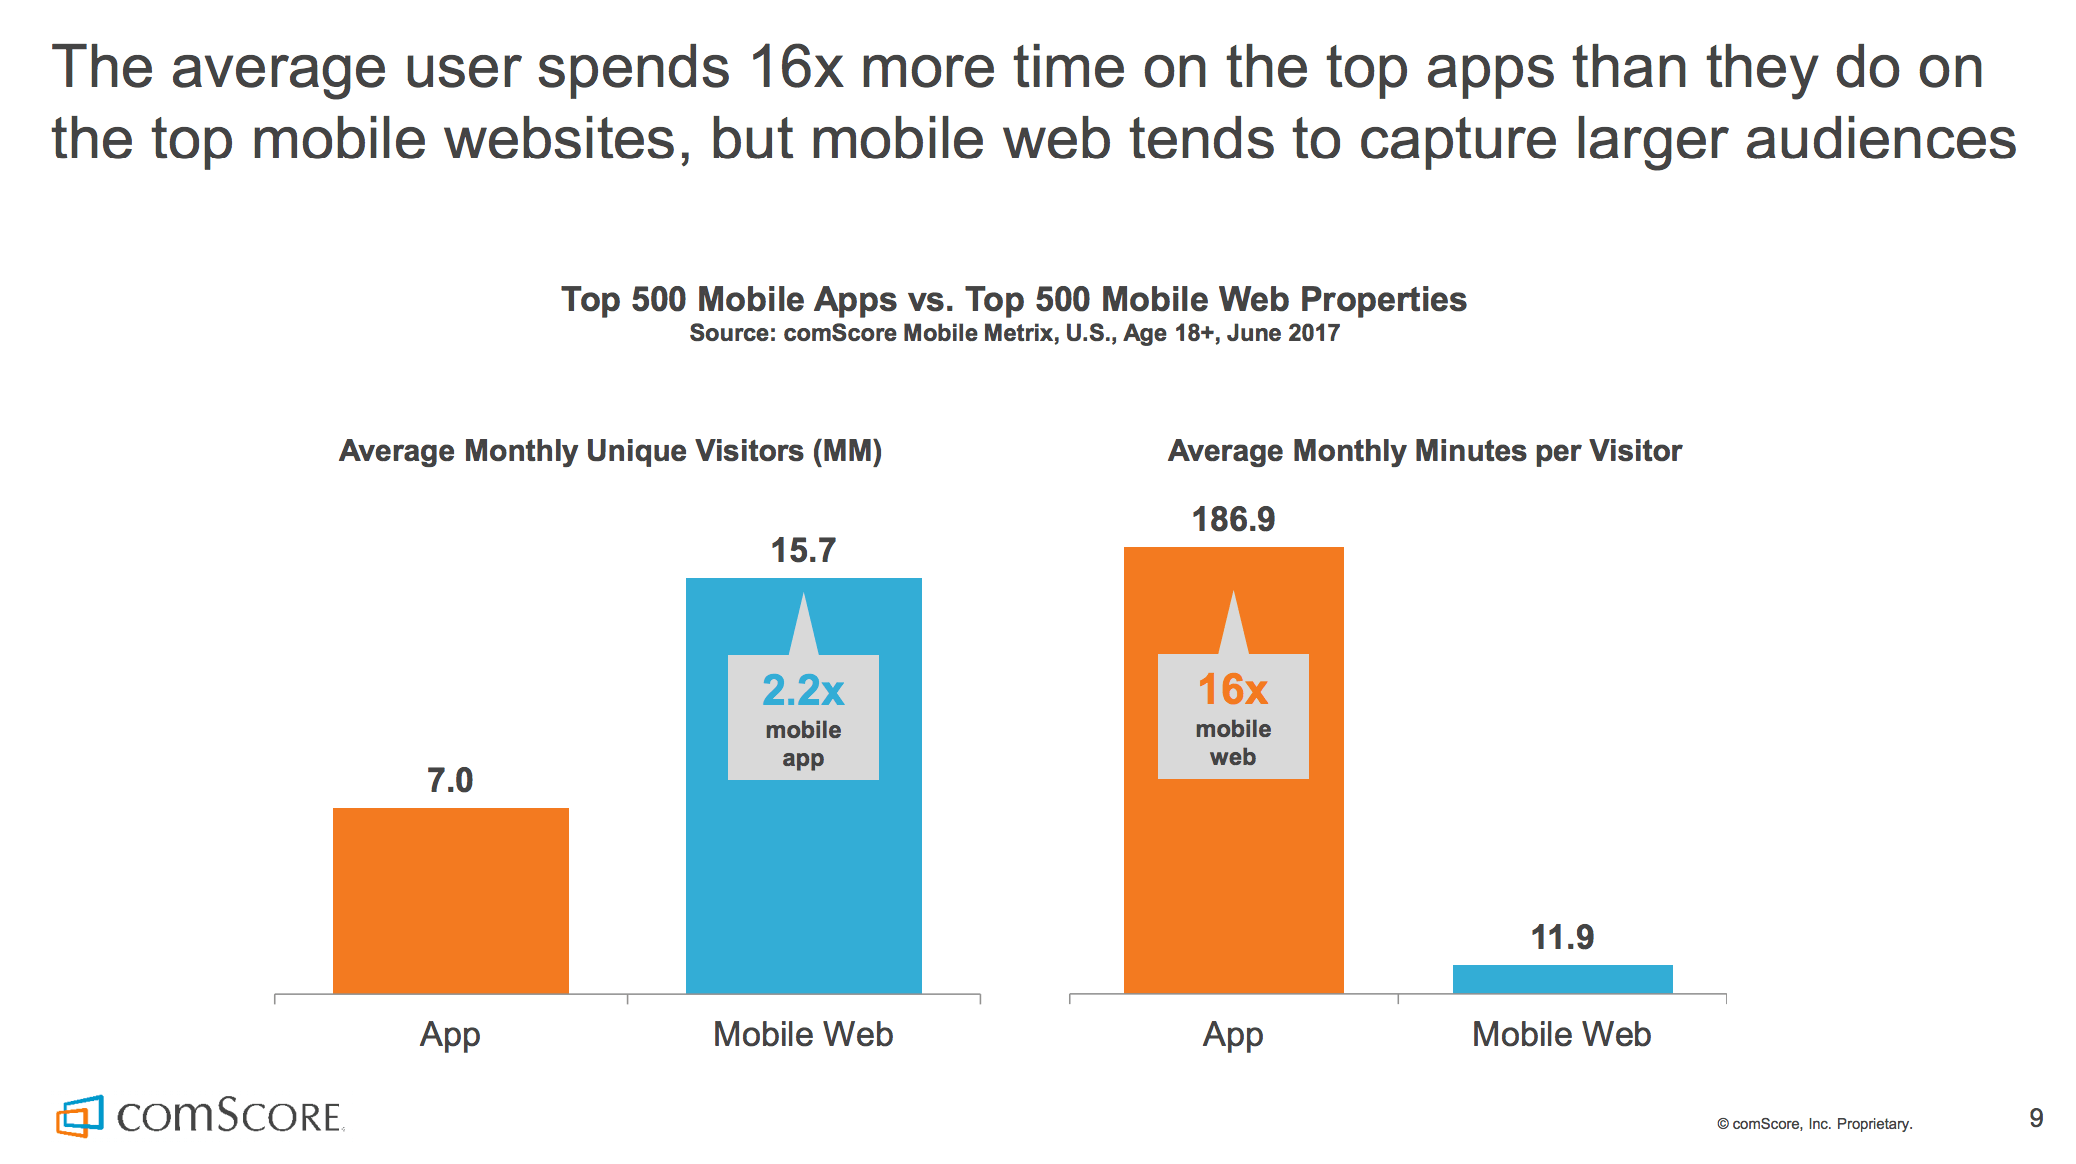 The average user spends 16x more time on the top apps than they do on
the top mobile websites, but mobile web tends to capture larger audiences
Top 500 Mobile Apps vs. Top 500 Mobile Web Properties
Source: comScore Mobile Metrix, U.S., Age 18+, June 2017
Average Monthly Unique Visitors (MM)
15.7
2.2x
mobile
app
7.0
App
Mobile Web
Average Monthly Minutes per Visitor
186.9
16x
mobile
web
11.9
App
Mobile Web
comScore
© comScore, Inc. Proprietary.
9